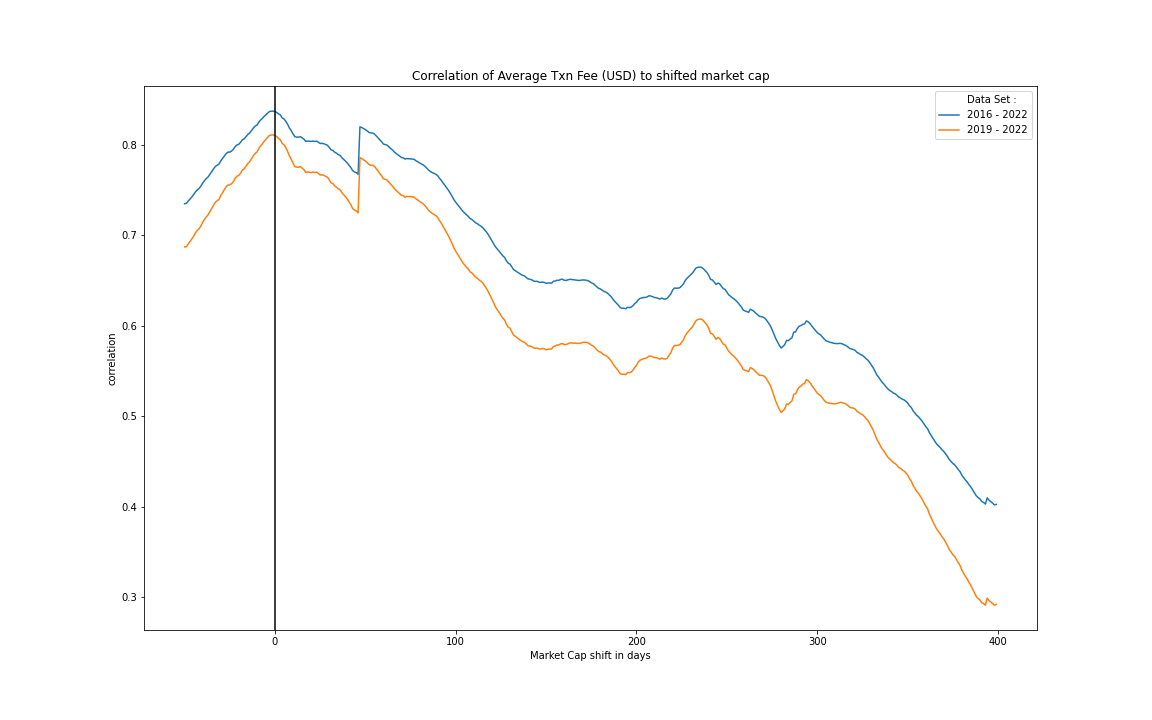 Correlation of Average Txn Fee (USD) to shifted market cap
Data Set :
2016 - 2022
2019 - 2022
correlation
0.8
0.7
0.6
0.5
0.4
0.3
0
100
200
300
400
Market Cap shift in days